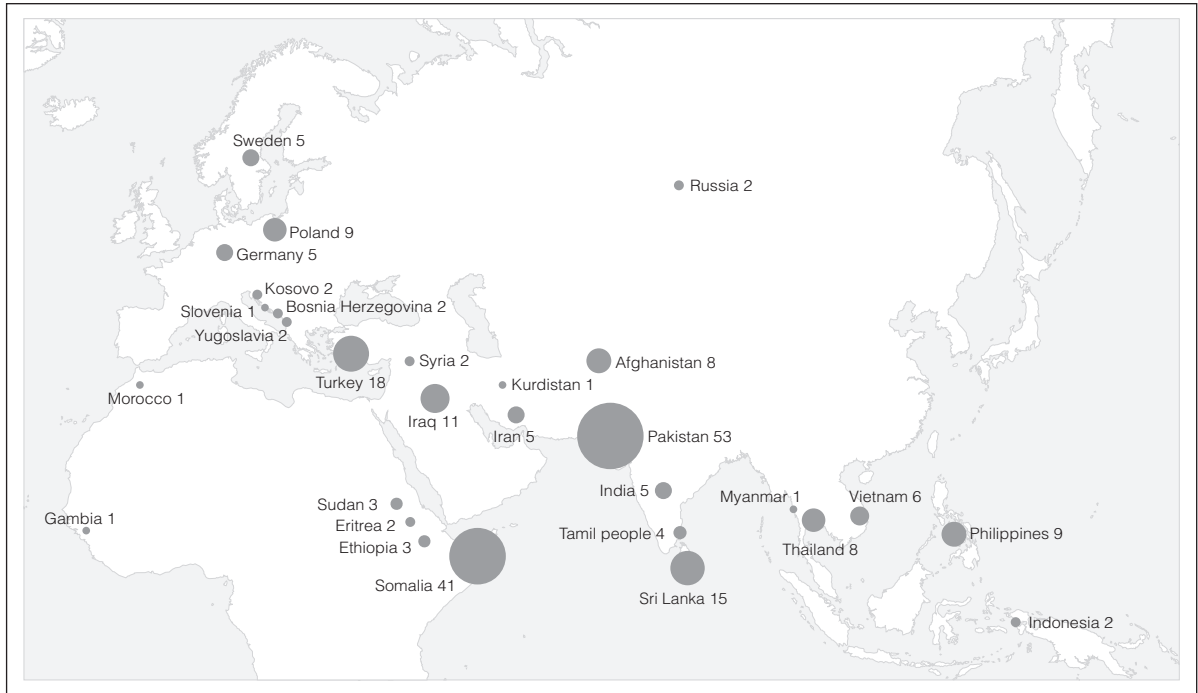 Sweden 5
Russia 2
Poland 9
Germany 5
Kosovo 2
Slovenia 1
Bosnia Herzegovina 2
Yugoslavia 2
Syria 2
Afghanistan 8
Turkey 18
Kurdistan 1
Morocco 1
Iraq 11
Iran 5
Pakistan 53
India 5
Myanmar 1
Vietnam 6
Sudan 3
Gambia 1
Eritrea 2
Tamil people 4
Philippines 9
Ethiopia 3
Thailand 8
Somalia 41
Sri Lanka 15
Indonesia 2